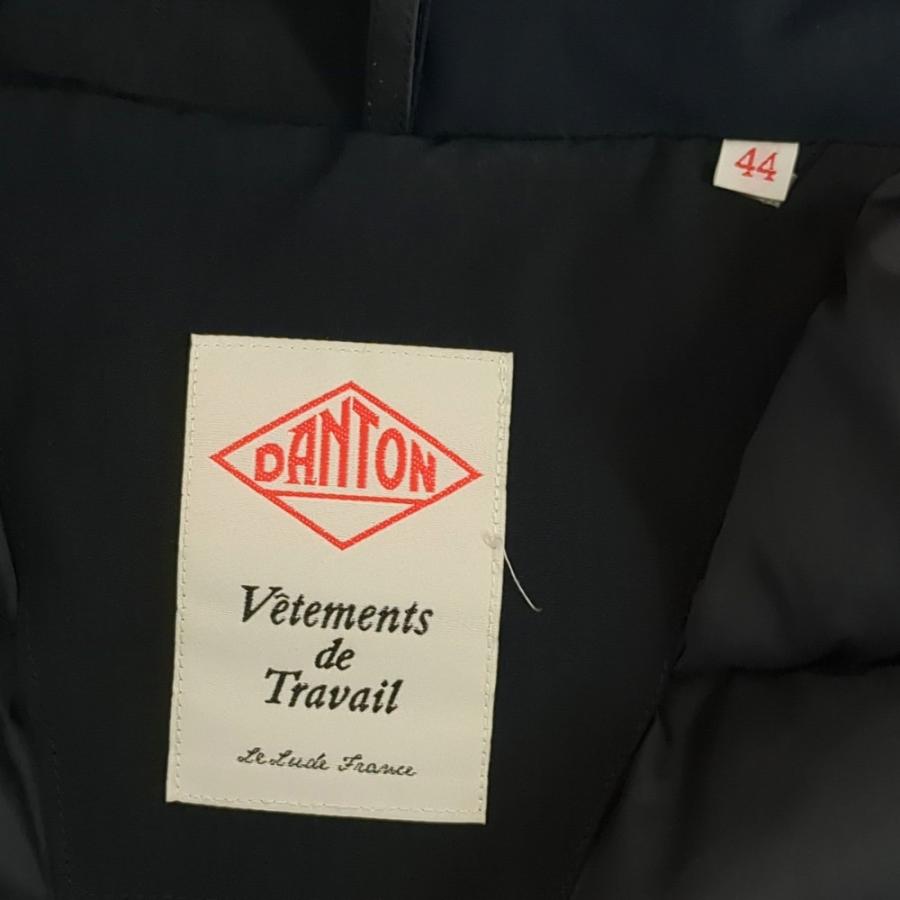 44
DANTON
Vêtements
de
Travail
Le Lude France